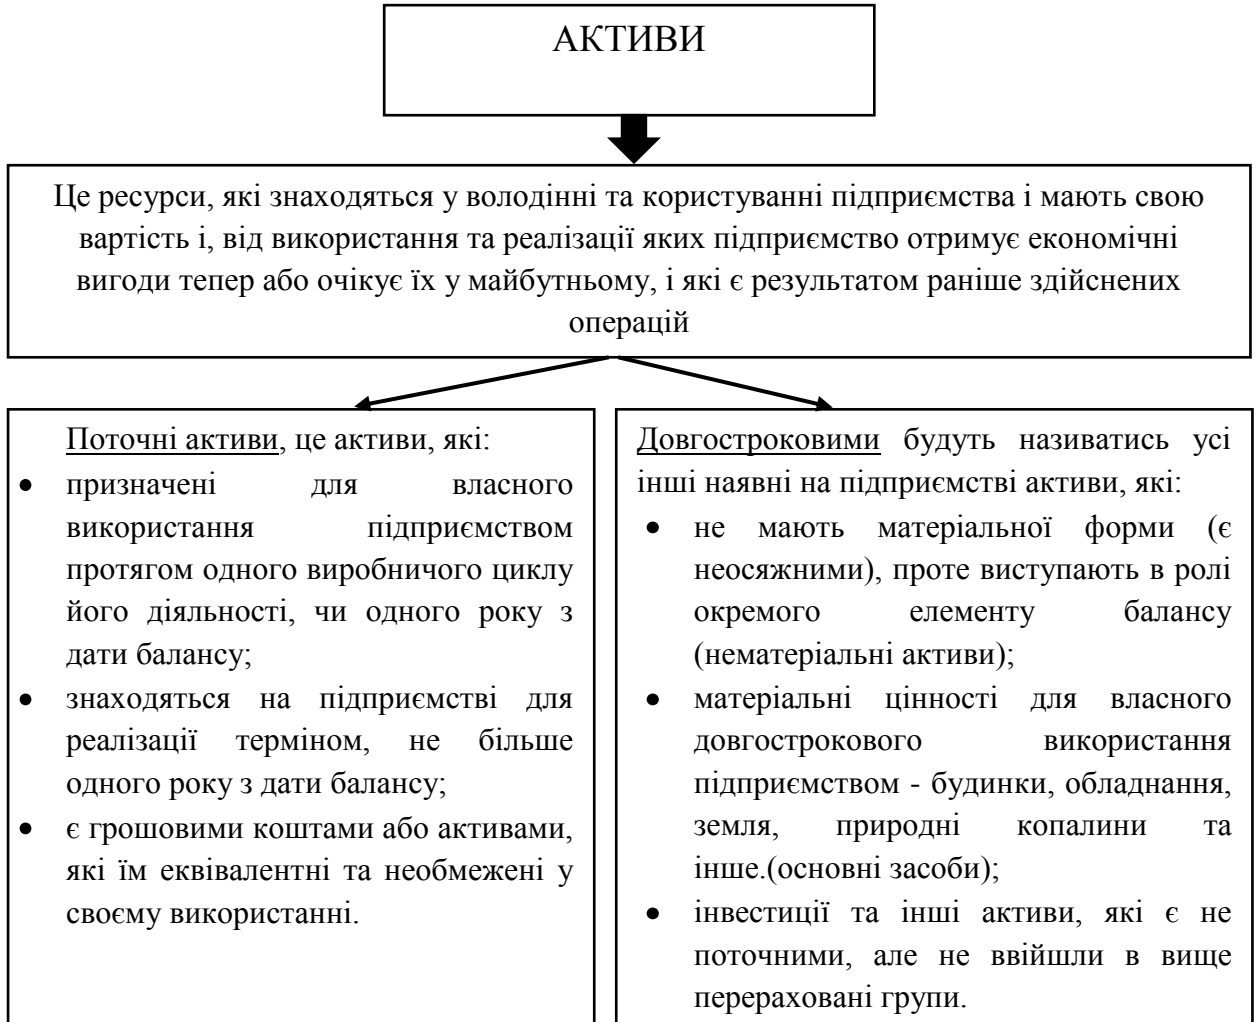 АКТИВИ
Це ресурси, які знаходяться у володінні та користуванні підприємства і мають свою
вартість і, від використання та реалізації яких підприємство отримує економічні
вигоди тепер або очікує їх у майбутньому, і які є результатом раніше здійснених
операцій
Поточні активи, це активи, які:
• призначені для власного
використання підприємством
протягом одного виробничого циклу
його діяльності, чи одного року з
дати балансу;
• знаходяться на підприємстві для
реалізації терміном, не більше
одного року з дати балансу;
• є грошовими коштами або активами,
які їм еквівалентні та необмежені у
своєму використанні.
Довгостроковими будуть називатись усі
інші наявні на підприємстві активи, які:
• не мають матеріальної форми (є
неосяжними), проте виступають в ролі
окремого елементу балансу
(нематеріальні активи);
• матеріальні цінності для власного
довгострокового використання
підприємством - будинки, обладнання,
земля, природні копалини та
інше.(основні засоби);
• інвестиції та інші активи, які є не
поточними, але не ввійшли в вище
перераховані групи.